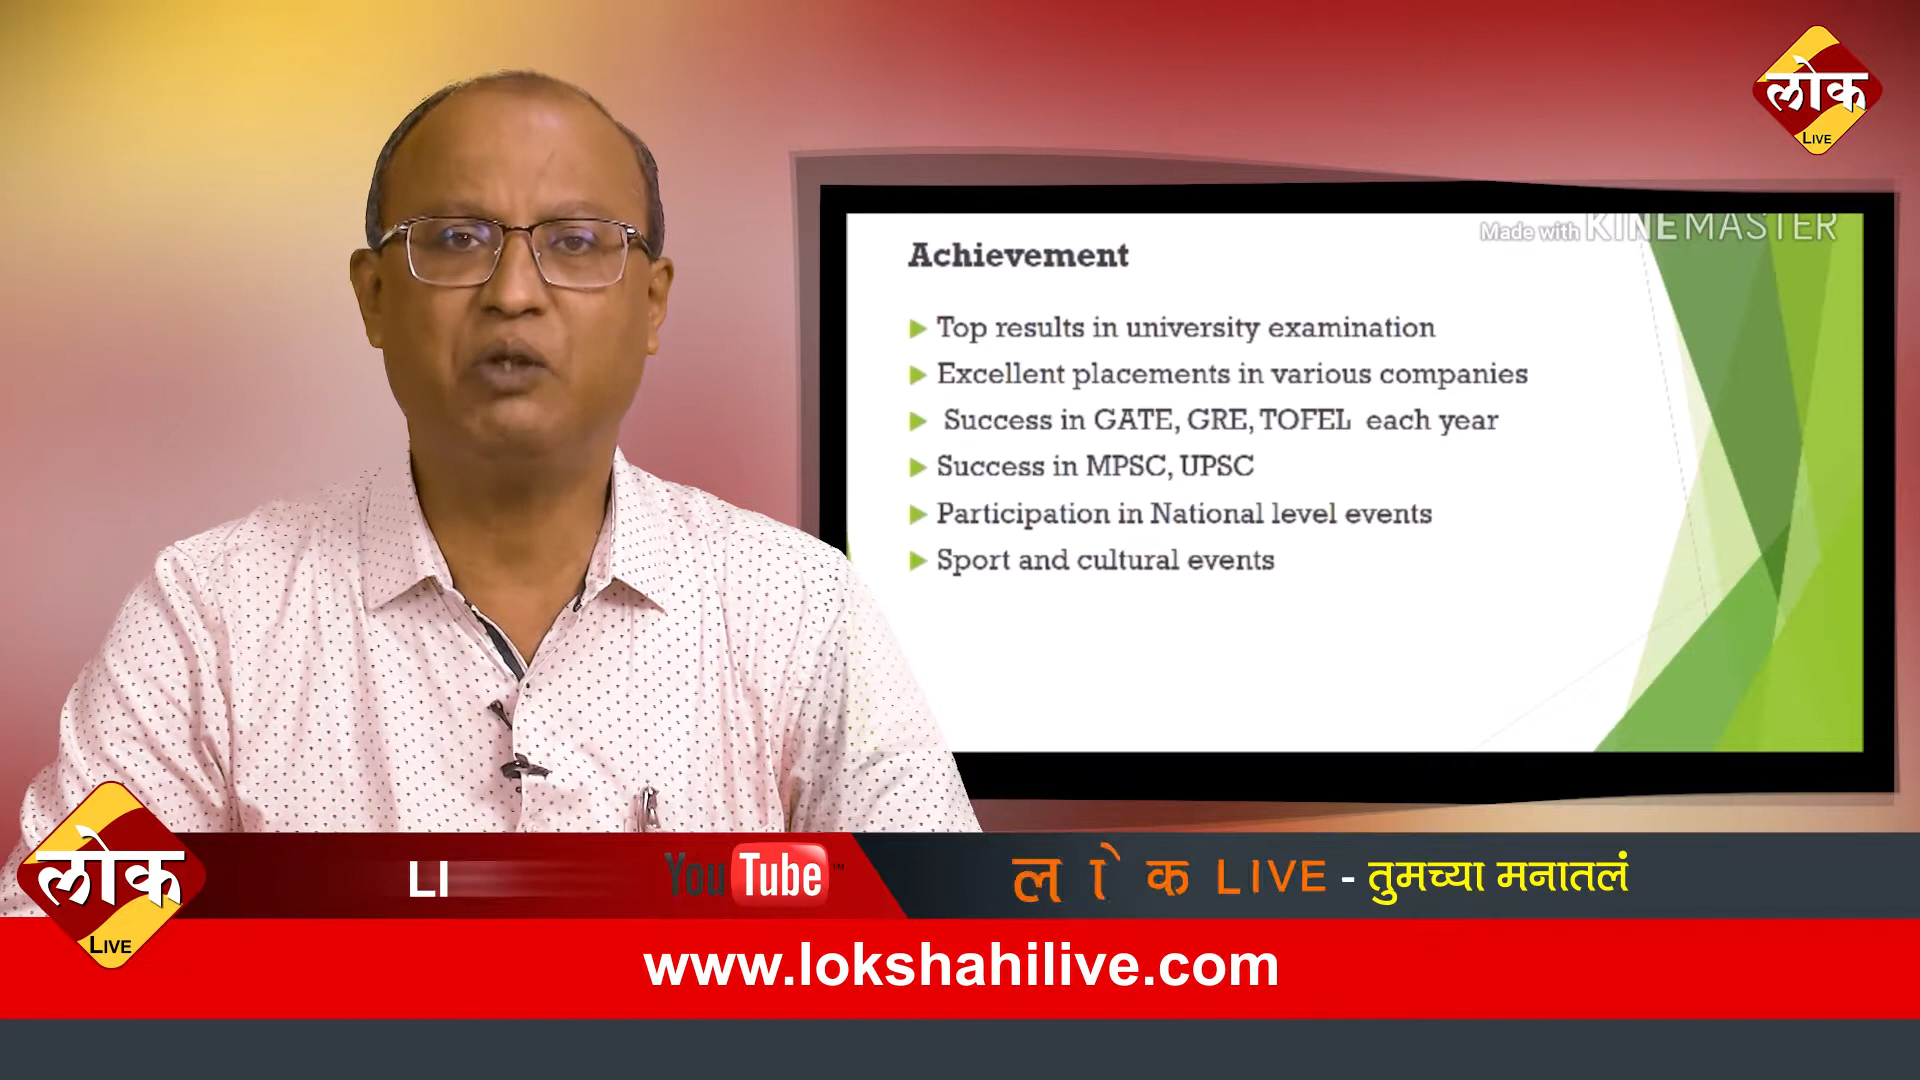 लोक
LIVE
Made with KINEMASTER
Achievement
Top results in university examination
Excellent placements in various companies
Success in GATE, GRE, TOFEL each year
Success in MPSC, UPSC
Participation in National level events
Sport and cultural events
लोक
LIVE
LI
YouTube
लोक LIVE - तुमच्या मनातलं
www.lokshahilive.com